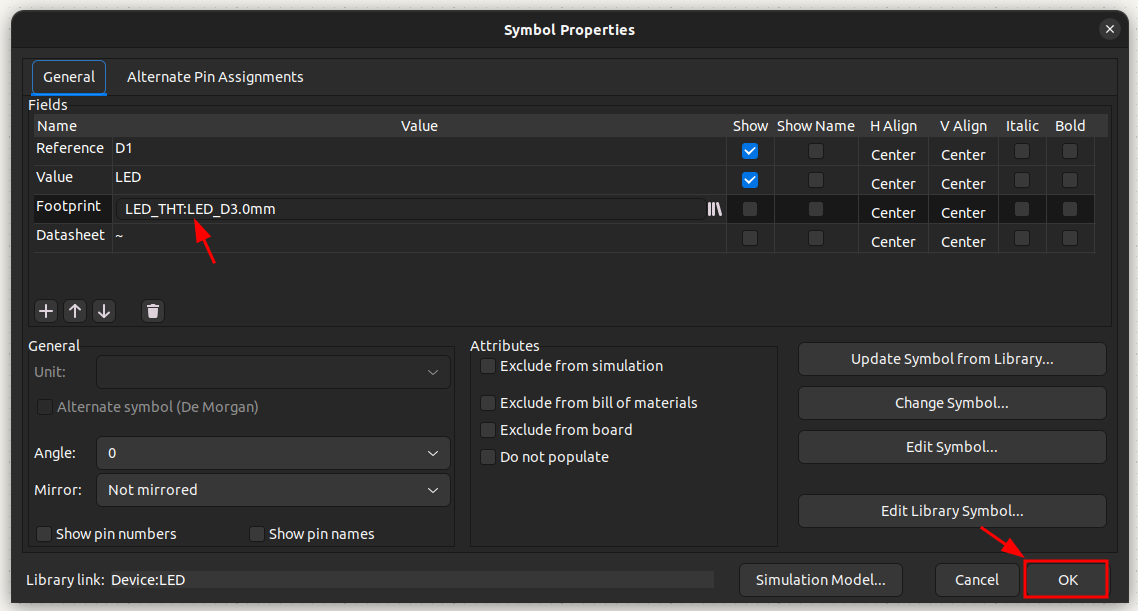 Symbol Properties
General
Alternate Pin Assignments
Fields
Name Value Show Show Name H Align V Align Italic Bold
Reference D1 Center Center
Value LED Center Center
Footprint LED_THT:LED_D3.0mm Center Center
Datasheet ~ Center Center
General
Unit:
Alternate symbol (De Morgan)
Angle: 0
Mirror: Not mirrored
Show pin numbers Show pin names
Attributes
Exclude from simulation
Exclude from bill of materials
Exclude from board
Do not populate
Update Symbol from Library...
Change Symbol...
Edit Symbol...
Edit Library Symbol...
Library link: Device:LED
Simulation Model... Cancel OK